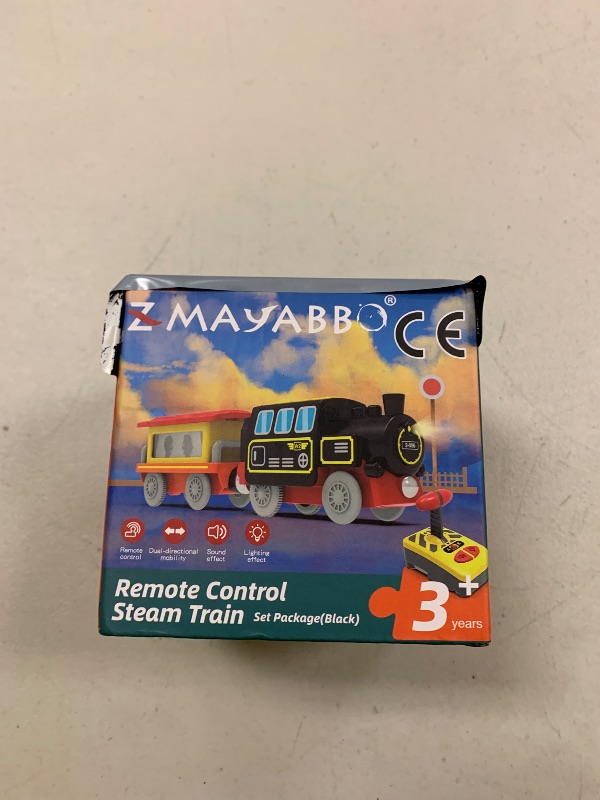 Z MAYABBO®
CE
Remote control
Dual-directional mobility
Sound effect
Lighting effect
Remote Control
Steam Train Set Package(Black)
3+
years